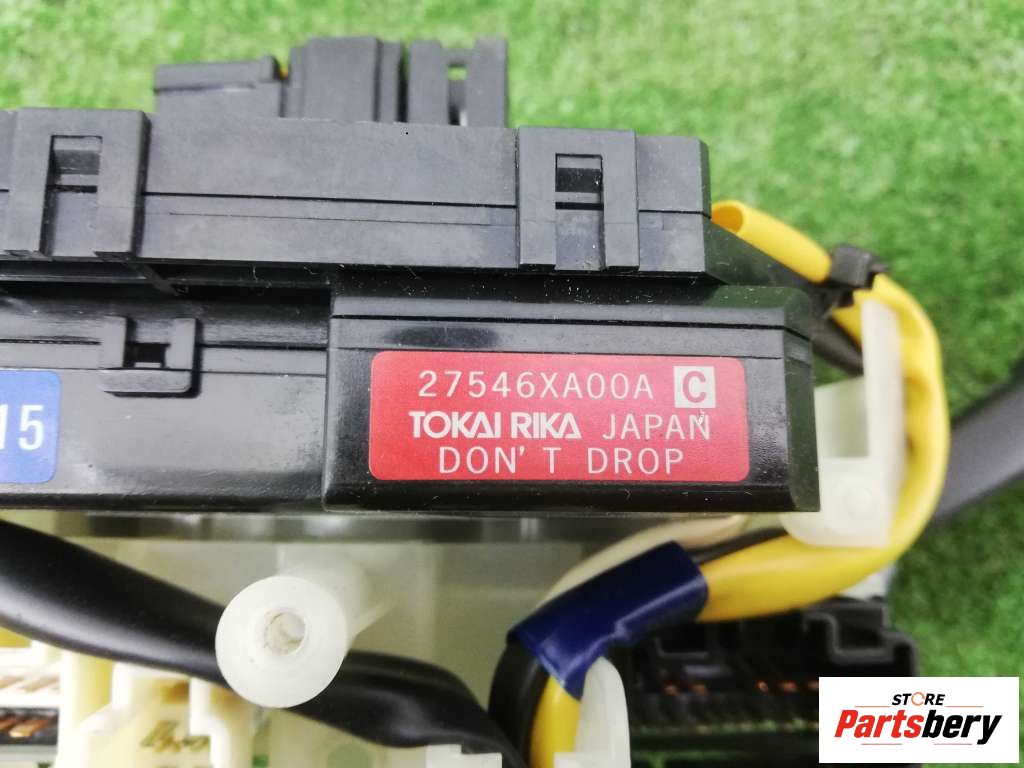 15
27546XA00A C
TOKAI RIKA JAPAN
DON'T DROP
STORE
Partsbery